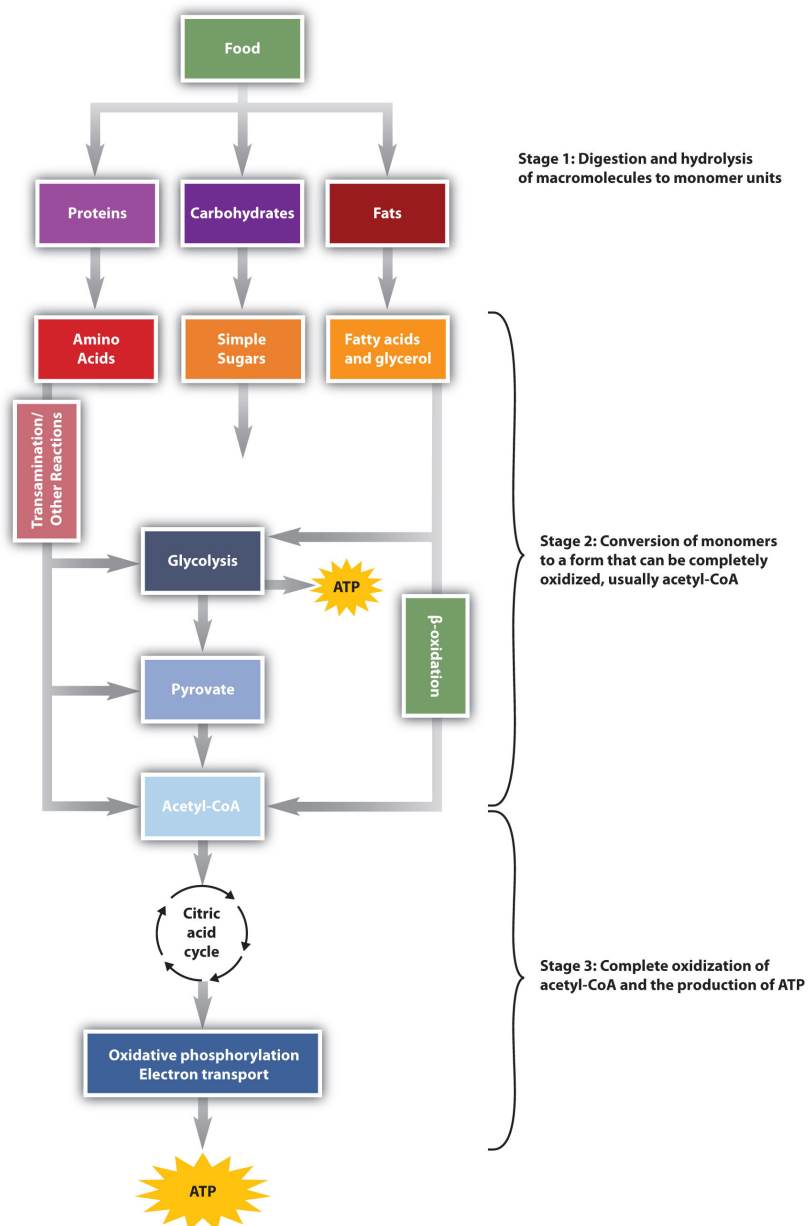 Food
Stage 1: Digestion and hydrolysis
of macromolecules to monomer units
Proteins
Carbohydrates
Fats
Amino
Acids
Simple
Sugars
Fatty acids
and glycerol
Transamination/
Other Reactions
Glycolysis
ATP
Stage 2: Conversion of monomers
to a form that can be completely
oxidized, usually acetyl-CoA
β-oxidation
Pyrovate
Acetyl-CoA
Citric
acid
cycle
Stage 3: Complete oxidization of
acetyl-CoA and the production of ATP
Oxidative phosphorylation
Electron transport
ATP